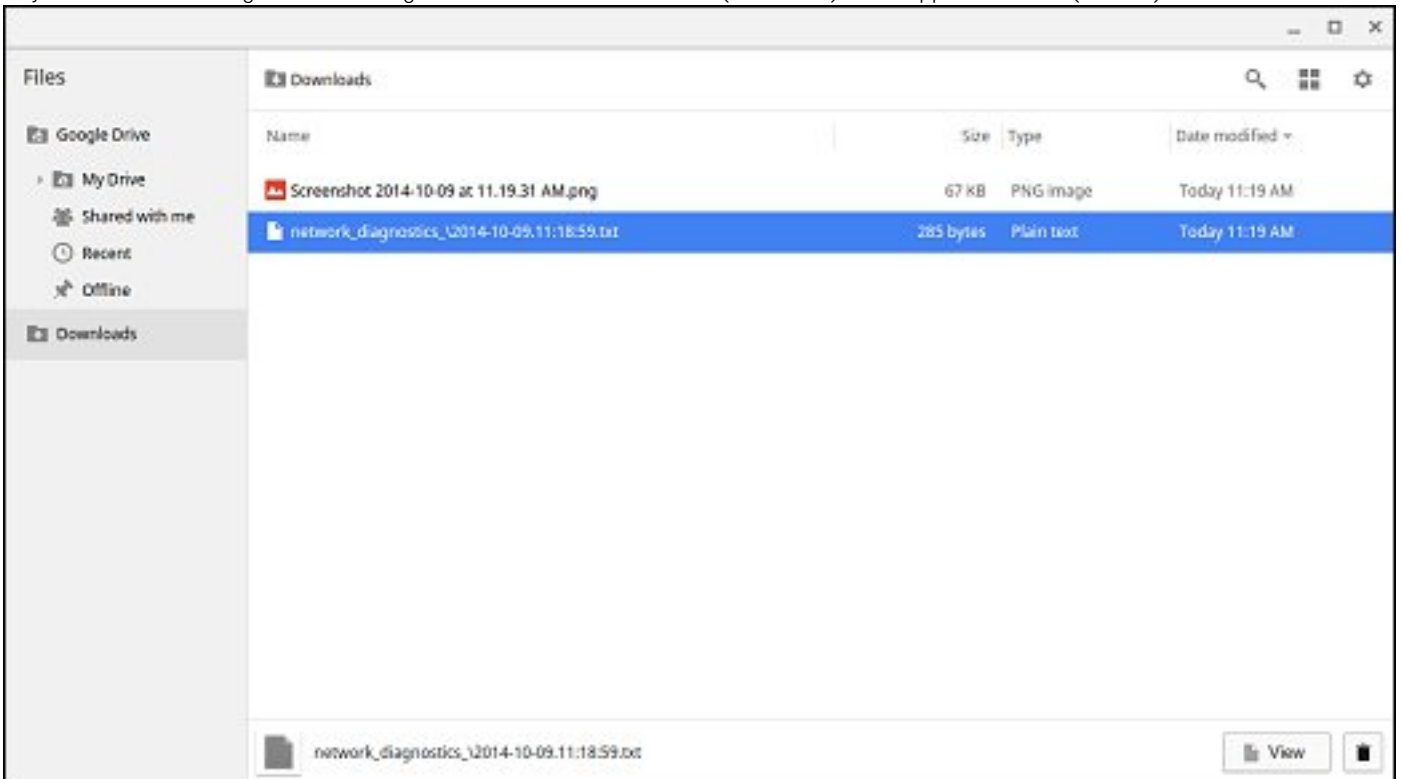 Files
Downloads
Google Drive
Name
Size
Type
Date modified
My Drive
Screenshot 2014-10-09 at 11.19.31 AM.png
67 KB
PNG image
Today 11:19 AM
Shared with me
network_diagnostics_\2014-10-09.11:18:59.txt
285 bytes
Plain text
Today 11:19 AM
Recent
Offline
Downloads
network_diagnostics_\2014-10-09.11:18:59.txt
View